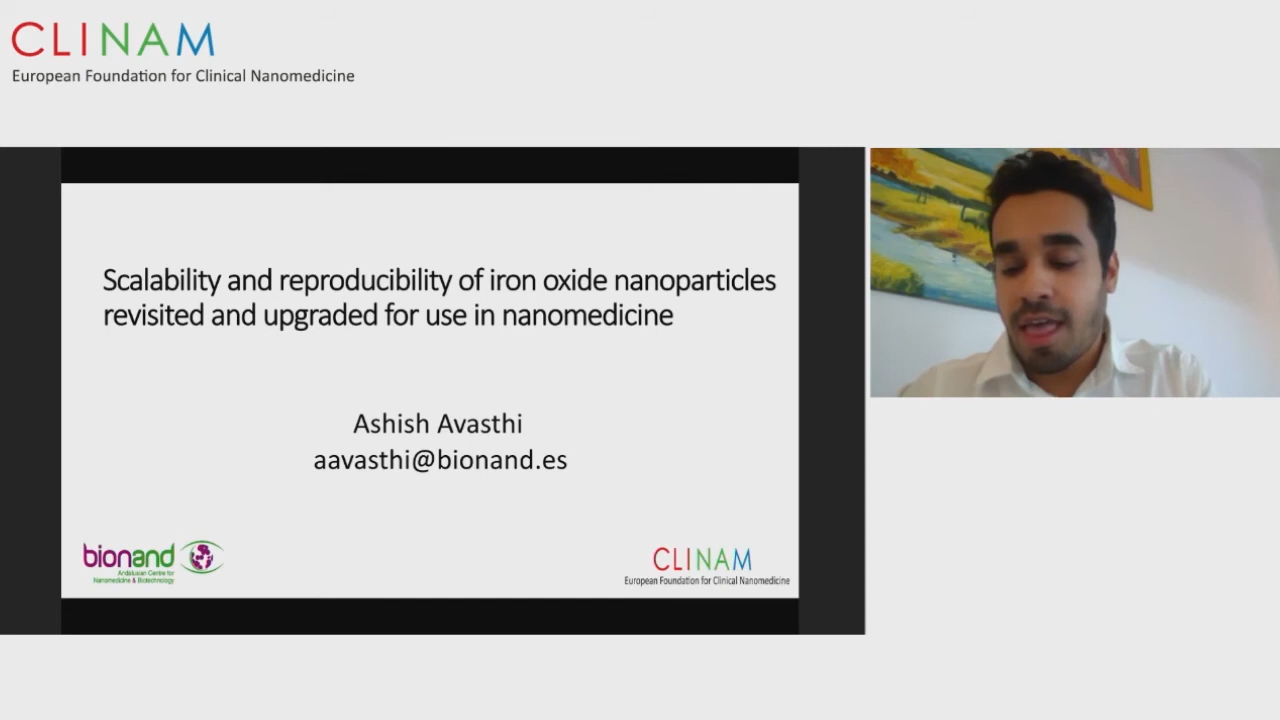 CLINAM
European Foundation for Clinical Nanomedicine
Scalability and reproducibility of iron oxide nanoparticles
revisited and upgraded for use in nanomedicine
Ashish Avasthi
aavasthi@bionand.es
bionand
Andalusian Centre for
Nanomedicine & Biotechnology
CLINAM
European Foundation for Clinical Nanomedicine